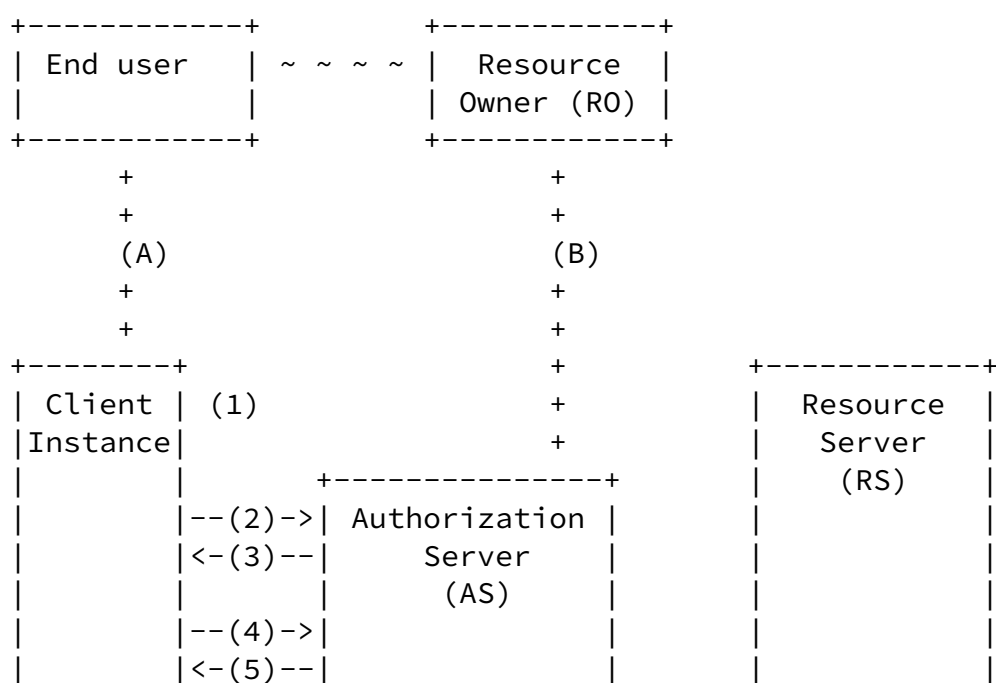 +------------+             +------------+
| End user   | ~ ~ ~ ~ |  Resource  |
|            |         | Owner (RO) |
+------------+         +------------+
      +                      +
      +                      +
     (A)                    (B)
      +                      +
      +                      +
+--------+                   +         +------------+
| Client | (1)               +         |  Resource  |
|Instance|                   +         |   Server   |
|        |       +---------------+     |    (RS)    |
|        |--(2)->| Authorization |     |            |
|        |<-(3)--|     Server    |     |            |
|        |       |      (AS)     |     |            |
|        |--(4)->|               |     |            |
|        |<-(5)--|               |     |            |